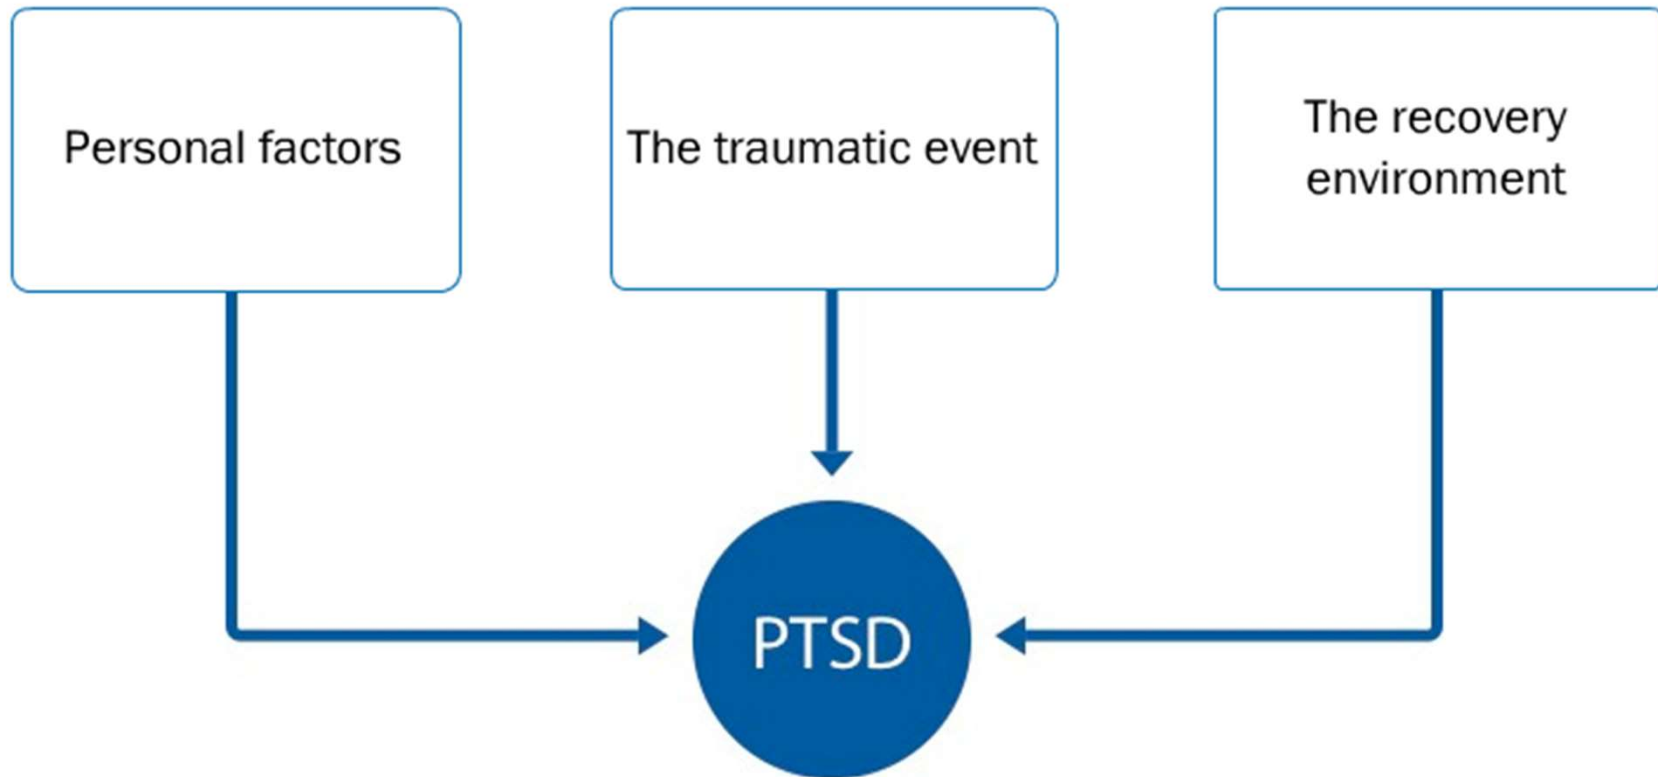 Personal factors
The traumatic event
The recovery
environment
PTSD